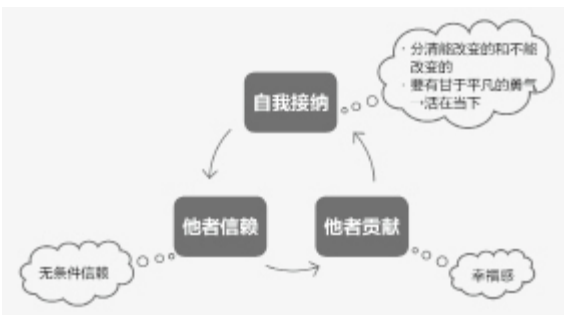 · 分清能改变的和不能
改变的
· 要有甘于平凡的勇气
→活在当下
自我接纳
他者信赖
他者贡献
无条件信赖
幸福感